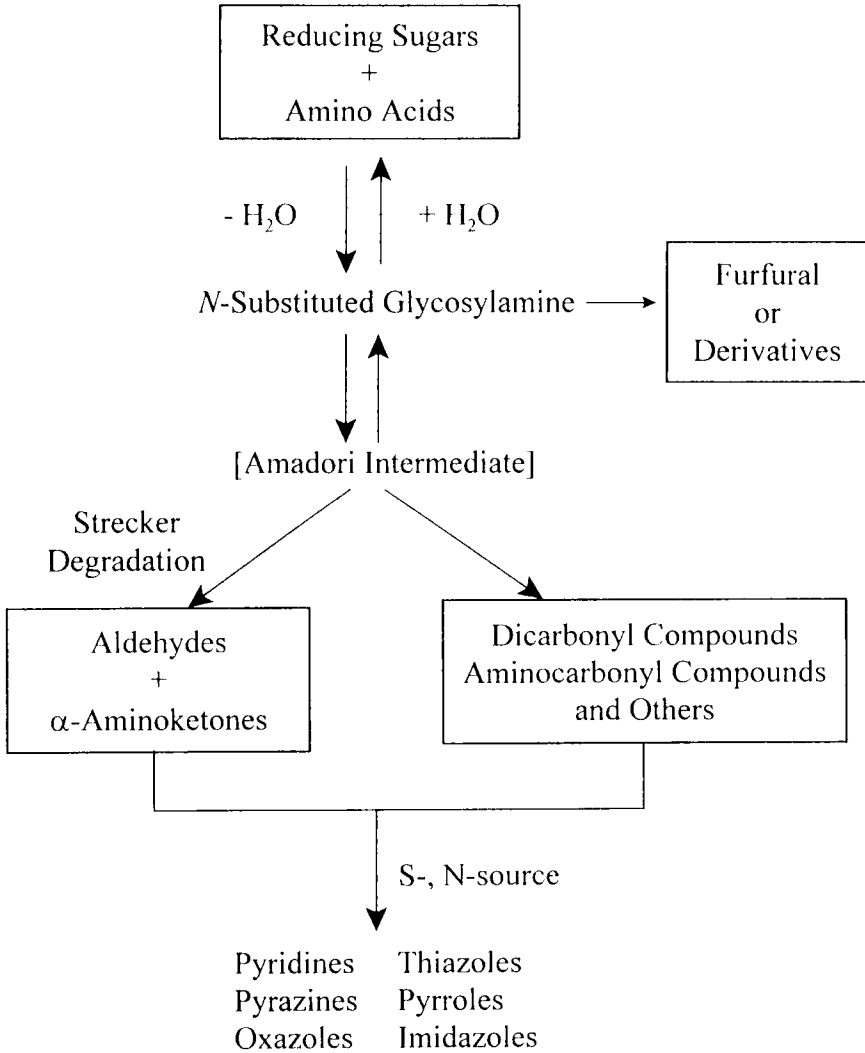 Reducing Sugars
+
Amino Acids
- H₂O
+ H₂O
N-Substituted Glycosylamine
Furfural
or
Derivatives
[Amadori Intermediate]
Strecker
Degradation
Aldehydes
+
α-Aminoketones
Dicarbonyl Compounds
Aminocarbonyl Compounds
and Others
S-, N-source
Pyridines Thiazoles
Pyrazines Pyrroles
Oxazoles Imidazoles